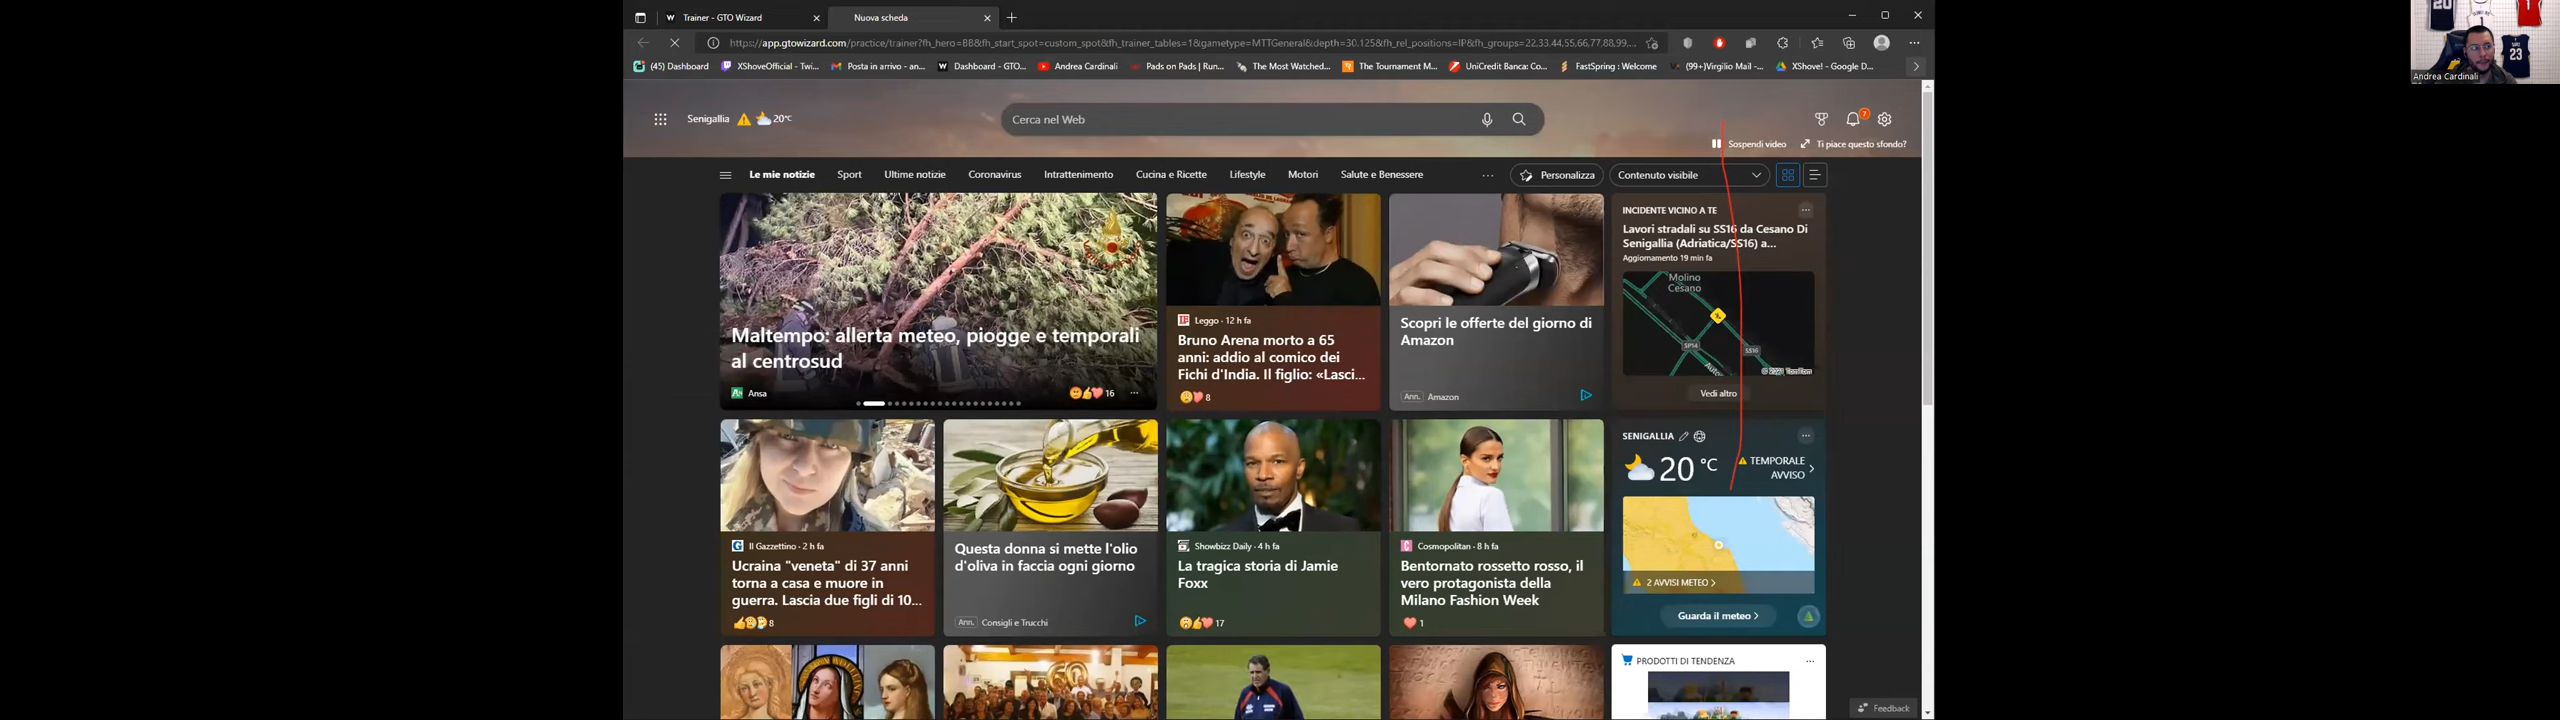 Trainer - GTO Wizard
Nuova scheda
https://app.gtowizard.com/practice/trainer?fh_hero=BB&fh_start_spot=custom_spot&fh_trainer_tables=1&gametype=MTTGeneral&depth=30.125&fh_rel_positions=IP&fh_groups=22,33,44,55,66,77,88,99,...
(45) Dashboard
XShoveOfficial - Twi...
Posta in arrivo - an...
Dashboard - GTO...
Andrea Cardinali
Pads on Pads | Run...
The Most Watched...
The Tournament M...
UniCredit Banca: Co...
FastSpring : Welcome
(99+)Virgilio Mail -...
XShove! - Google D...
Andrea Cardinali
23
Senigallia
20°C
Cerca nel Web
7
Sospendi video
Ti piace questo sfondo?
Le mie notizie
Sport
Ultime notizie
Coronavirus
Intrattenimento
Cucina e Ricette
Lifestyle
Motori
Salute e Benessere
...
Personalizza
Contenuto visibile
Maltempo: allerta meteo, piogge e temporali
al centrosud
Ansa
16
Leggo · 12 h fa
Bruno Arena morto a 65
anni: addio al comico dei
Fichi d'India. Il figlio: «Lasci...
8
Scopri le offerte del giorno di
Amazon
Ann. Amazon
INCIDENTE VICINO A TE
Lavori stradali su SS16 da Cesano Di
Senigallia (Adriatica/SS16) a...
Aggiornamento 19 min fa
Molino
Cesano
SP14
SS16
Auto
TomTom
Vedi altro
Il Gazzettino · 2 h fa
Ucraina "veneta" di 37 anni
torna a casa e muore in
guerra. Lascia due figli di 10...
8
Questa donna si mette l'olio
d'oliva in faccia ogni giorno
Ann. Consigli e Trucchi
Showbizz Daily · 4 h fa
La tragica storia di Jamie
Foxx
17
Cosmopolitan · 8 h fa
Bentornato rossetto rosso, il
vero protagonista della
Milano Fashion Week
1
SENIGALLIA
20 °C
TEMPORALE
AVVISO
2 AVVISI METEO
Guarda il meteo
PRODOTTI DI TENDENZA
Feedback